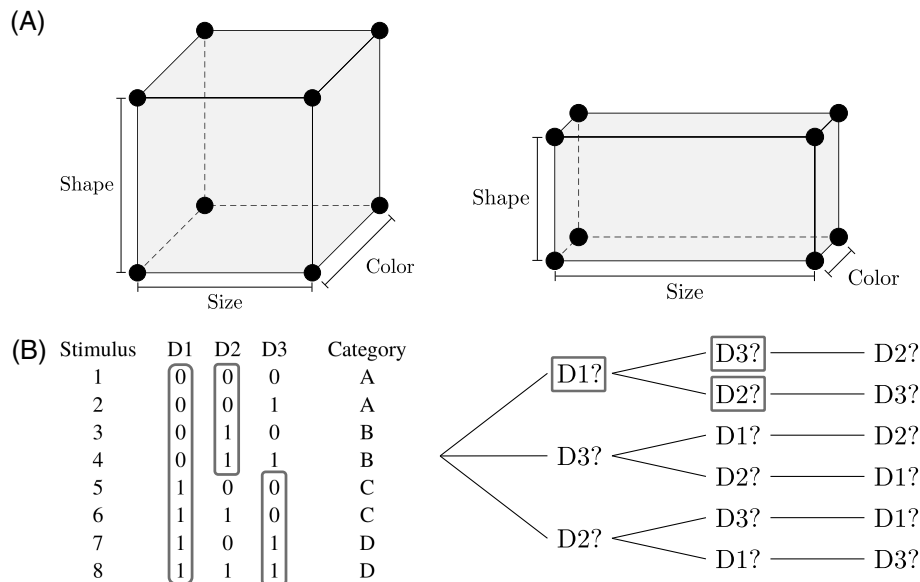 (A)
Shape
Size
Color
Shape
Size
Color
(B)
Stimulus D1 D2 D3 Category
1 0 0 0 A
2 0 0 1 A
3 0 1 0 B
4 0 1 1 B
5 1 0 0 C
6 1 1 0 C
7 1 0 1 D
8 1 1 1 D
D1?
D3? D2?
D2? D3?
D3?
D1? D2?
D2? D1?
D2?
D3? D1?
D1? D3?